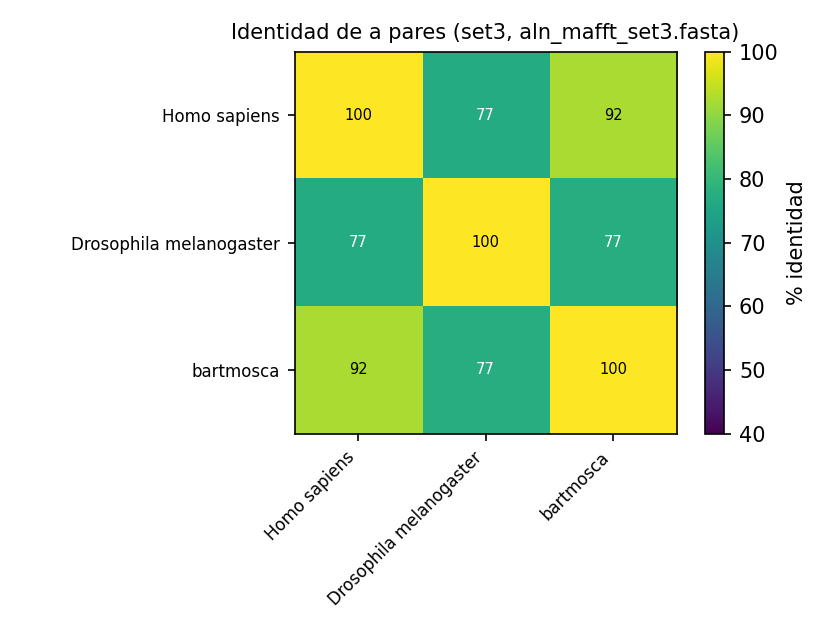 Identidad de a pares (set3, aln_mafft_set3.fasta)
Homo sapiens
100
77
92
Drosophila melanogaster
77
100
77
bartmosca
92
77
100
Homo sapiens
Drosophila melanogaster
bartmosca
100
90
80
70
60
50
40
% identidad